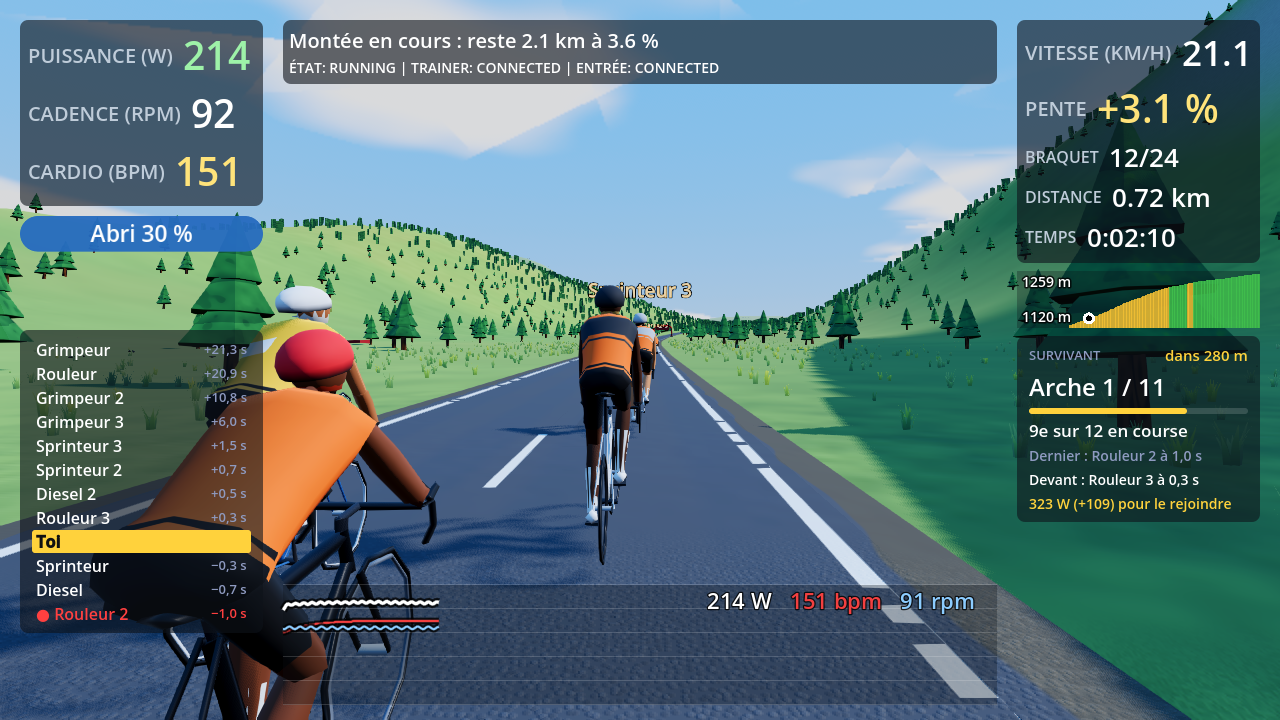 PUISSANCE (W) 214
CADENCE (RPM) 92
CARDIO (BPM) 151
Abri 30 %
Montée en cours : reste 2.1 km à 3.6 %
ÉTAT: RUNNING | TRAINER: CONNECTED | ENTRÉE: CONNECTED
VITESSE (KM/H) 21.1
PENTE +3.1 %
BRAQUET 12/24
DISTANCE 0.72 km
TEMPS 0:02:10
1259 m
1120 m
SURVIVANT dans 280 m
Arche 1 / 11
9e sur 12 en course
Dernier : Rouleur 2 à 1,0 s
Devant : Rouleur 3 à 0,3 s
323 W (+109) pour le rejoindre
Sprinteur 3
Grimpeur +21,3 s
Rouleur +20,9 s
Grimpeur 2 +10,8 s
Grimpeur 3 +6,0 s
Sprinteur 3 +1,5 s
Sprinteur 2 +0,7 s
Diesel 2 +0,5 s
Rouleur 3 +0,3 s
Toi
Sprinteur −0,3 s
Diesel −0,7 s
Rouleur 2 −1,0 s
214 W 151 bpm 91 rpm